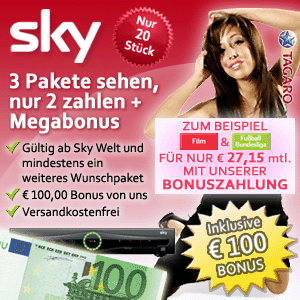 sky
Nur
20
Stück
TAGARO
3 Pakete sehen,
nur 2 zahlen +
Megabonus
Gültig ab Sky Welt und
mindestens ein
weiteres Wunschpaket
€ 100,00 Bonus von uns
Versandkostenfrei
ZUM BEISPIEL
Film & Fußball Bundesliga
FÜR NUR € 27,15 mtl.
MIT UNSERER
BONUSZAHLUNG
Inklusive
€ 100
BONUS
sky
100